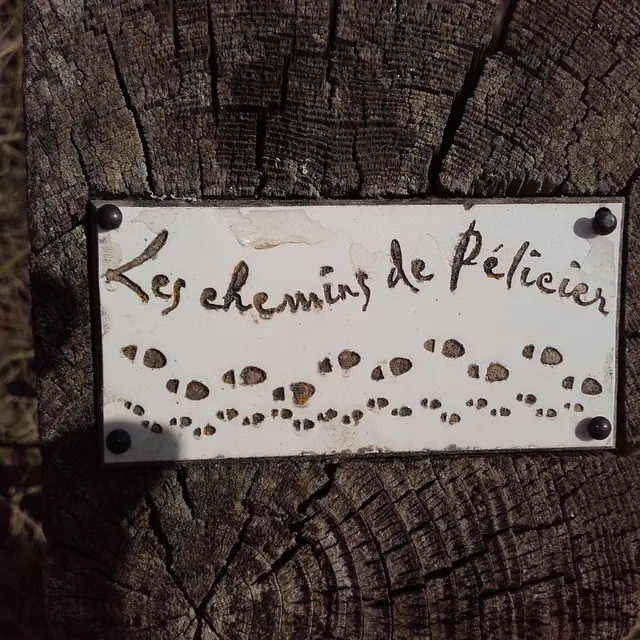 Les chemins de Pélicier